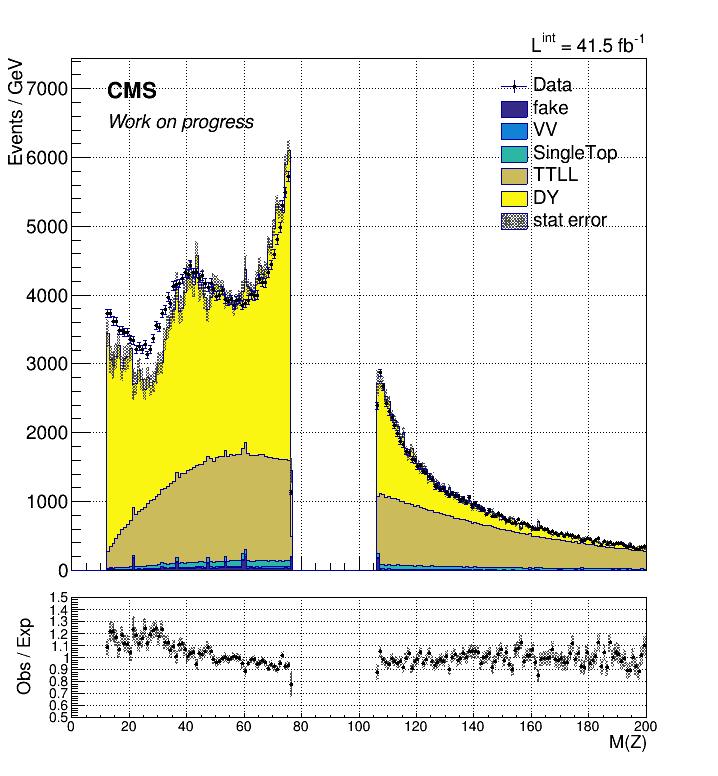 L^int = 41.5 fb^-1
Events / GeV
7000
6000
5000
4000
3000
2000
1000
0
CMS
Work on progress
Data
fake
VV
SingleTop
TTLL
DY
stat error
Obs / Exp
1.5
1.4
1.3
1.2
1.1
1
0.9
0.8
0.7
0.6
0.5
0 20 40 60 80 100 120 140 160 180 200
M(Z)